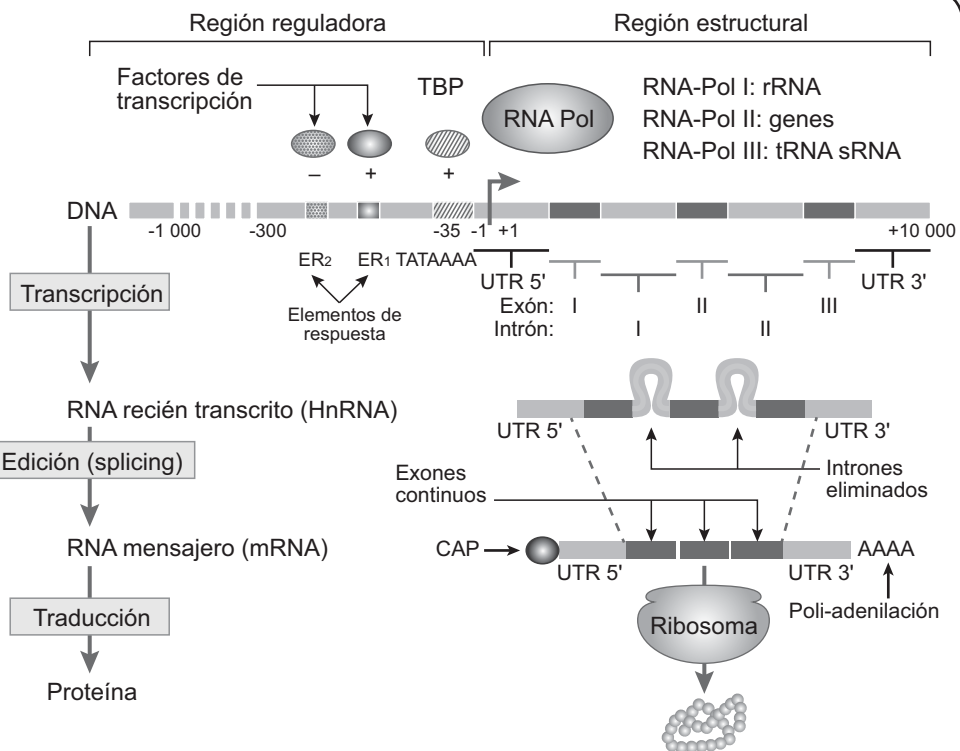 Región reguladora
Región estructural
Factores de
transcripción
TBP
RNA Pol
RNA-Pol I: rRNA
RNA-Pol II: genes
RNA-Pol III: tRNA sRNA
– + +
DNA
-1 000 -300 -35 -1 +1 +10 000
ER2 ER1 TATAAAA
UTR 5' UTR 3'
Elementos de
respuesta
Exón: I II III
Intrón: I II
Transcripción
RNA recién transcrito (HnRNA)
UTR 5' UTR 3'
Edición (splicing)
Exones
continuos
Intrones
eliminados
RNA mensajero (mRNA)
CAP
AAAA
UTR 5' UTR 3'
Poli-adenilación
Traducción
Ribosoma
Proteína